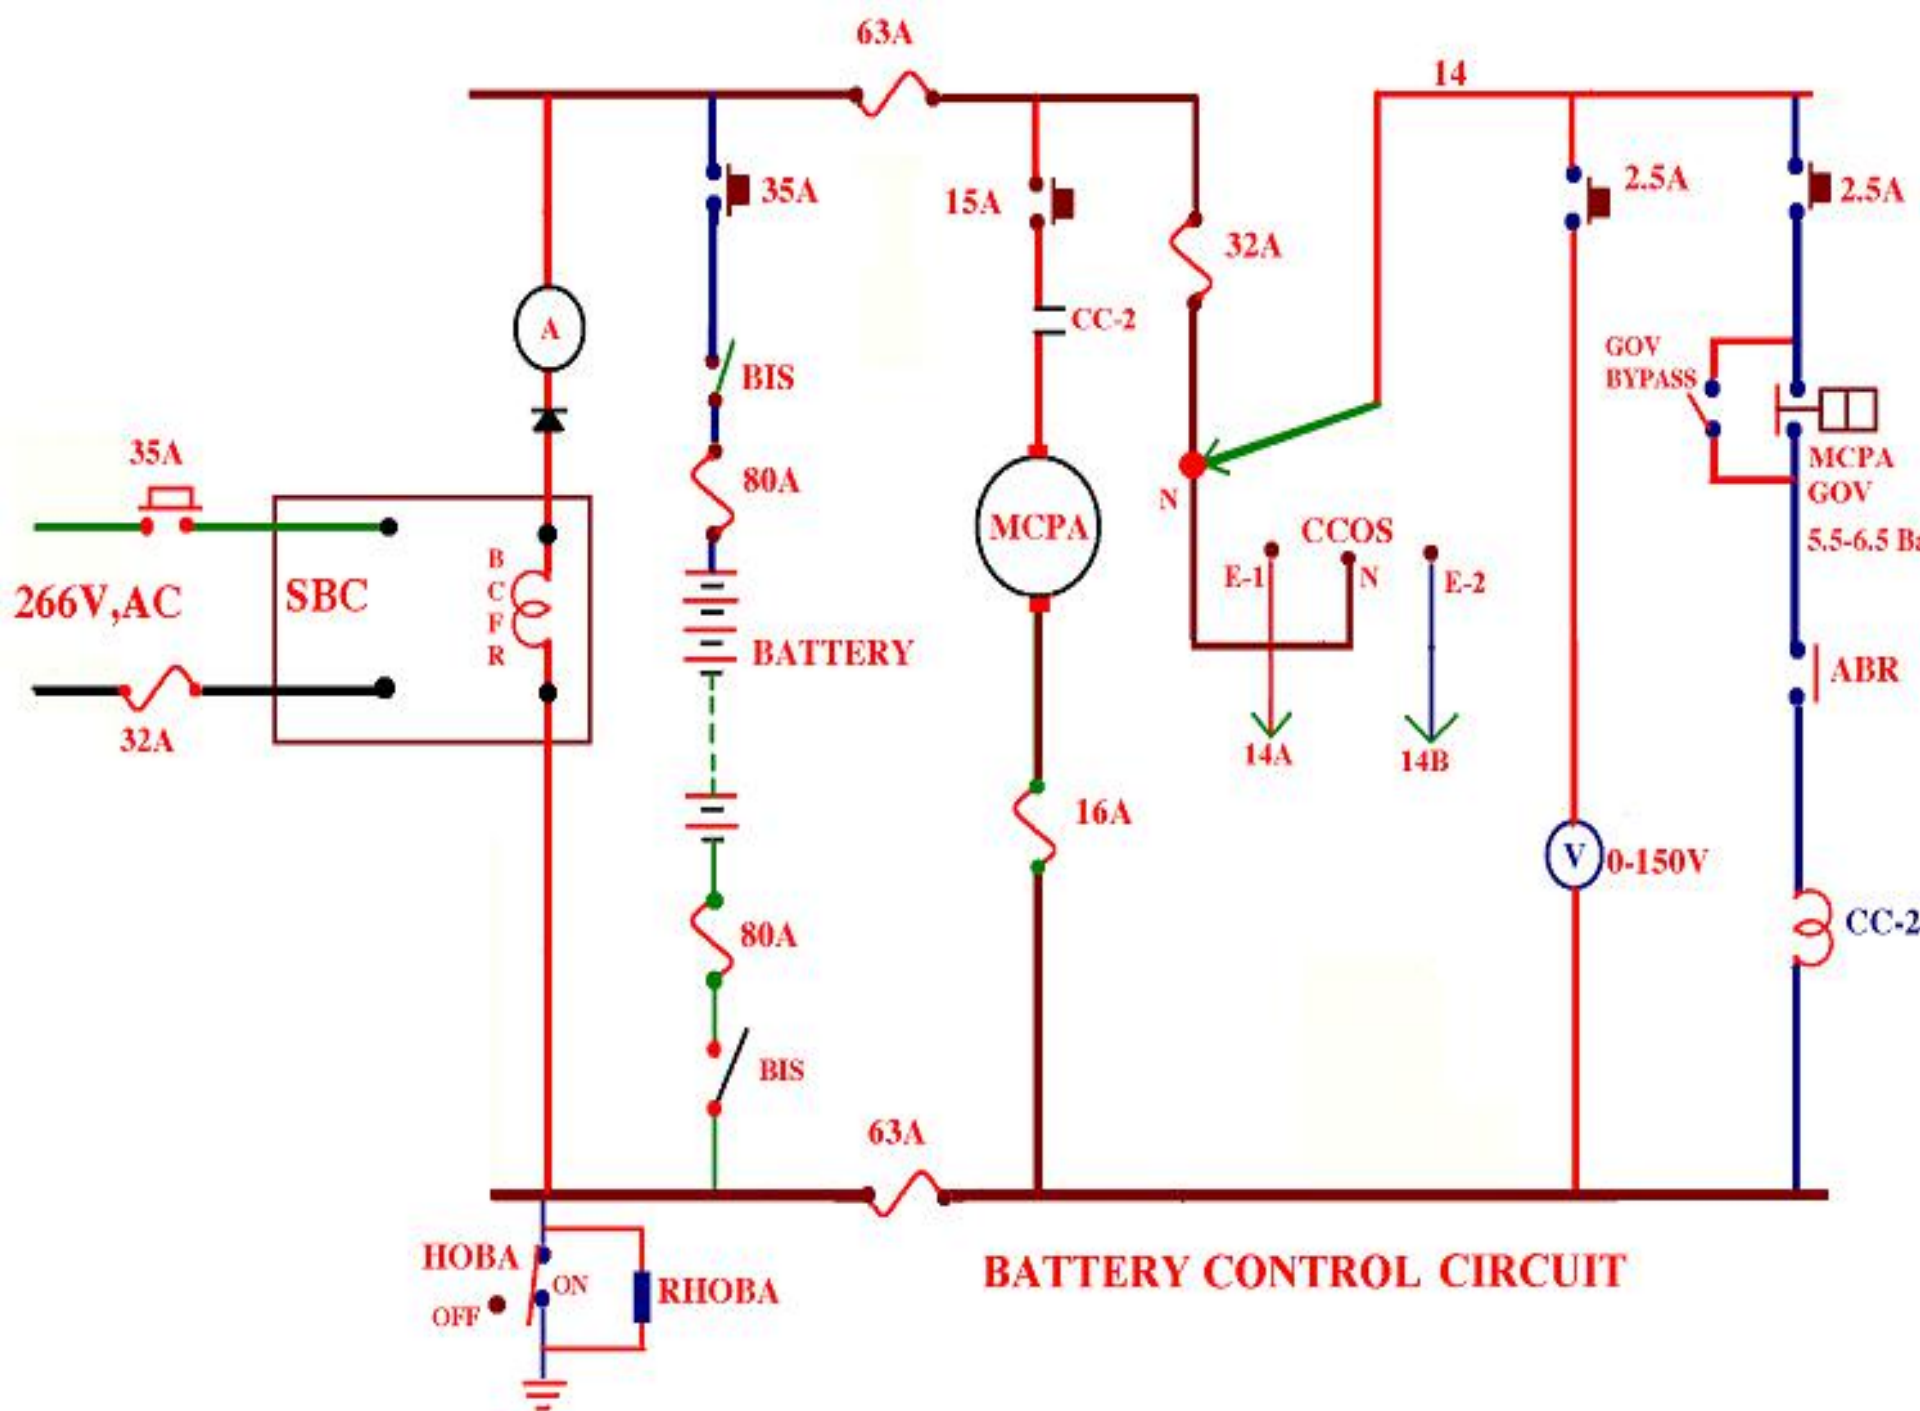 63A
14
35A
15A
32A
2.5A
2.5A
A
CC-2
BIS
GOV
BYPASS
35A
80A
MCPA
GOV
N
5.5-6.5 Ba
MCPA
CCOS
E-1
N
E-2
266V,AC
SBC
B
C
F
R
BATTERY
ABR
32A
14A
14B
16A
V
0-150V
80A
CC-2
BIS
63A
HOBA
ON
OFF
RHOBA
BATTERY CONTROL CIRCUIT